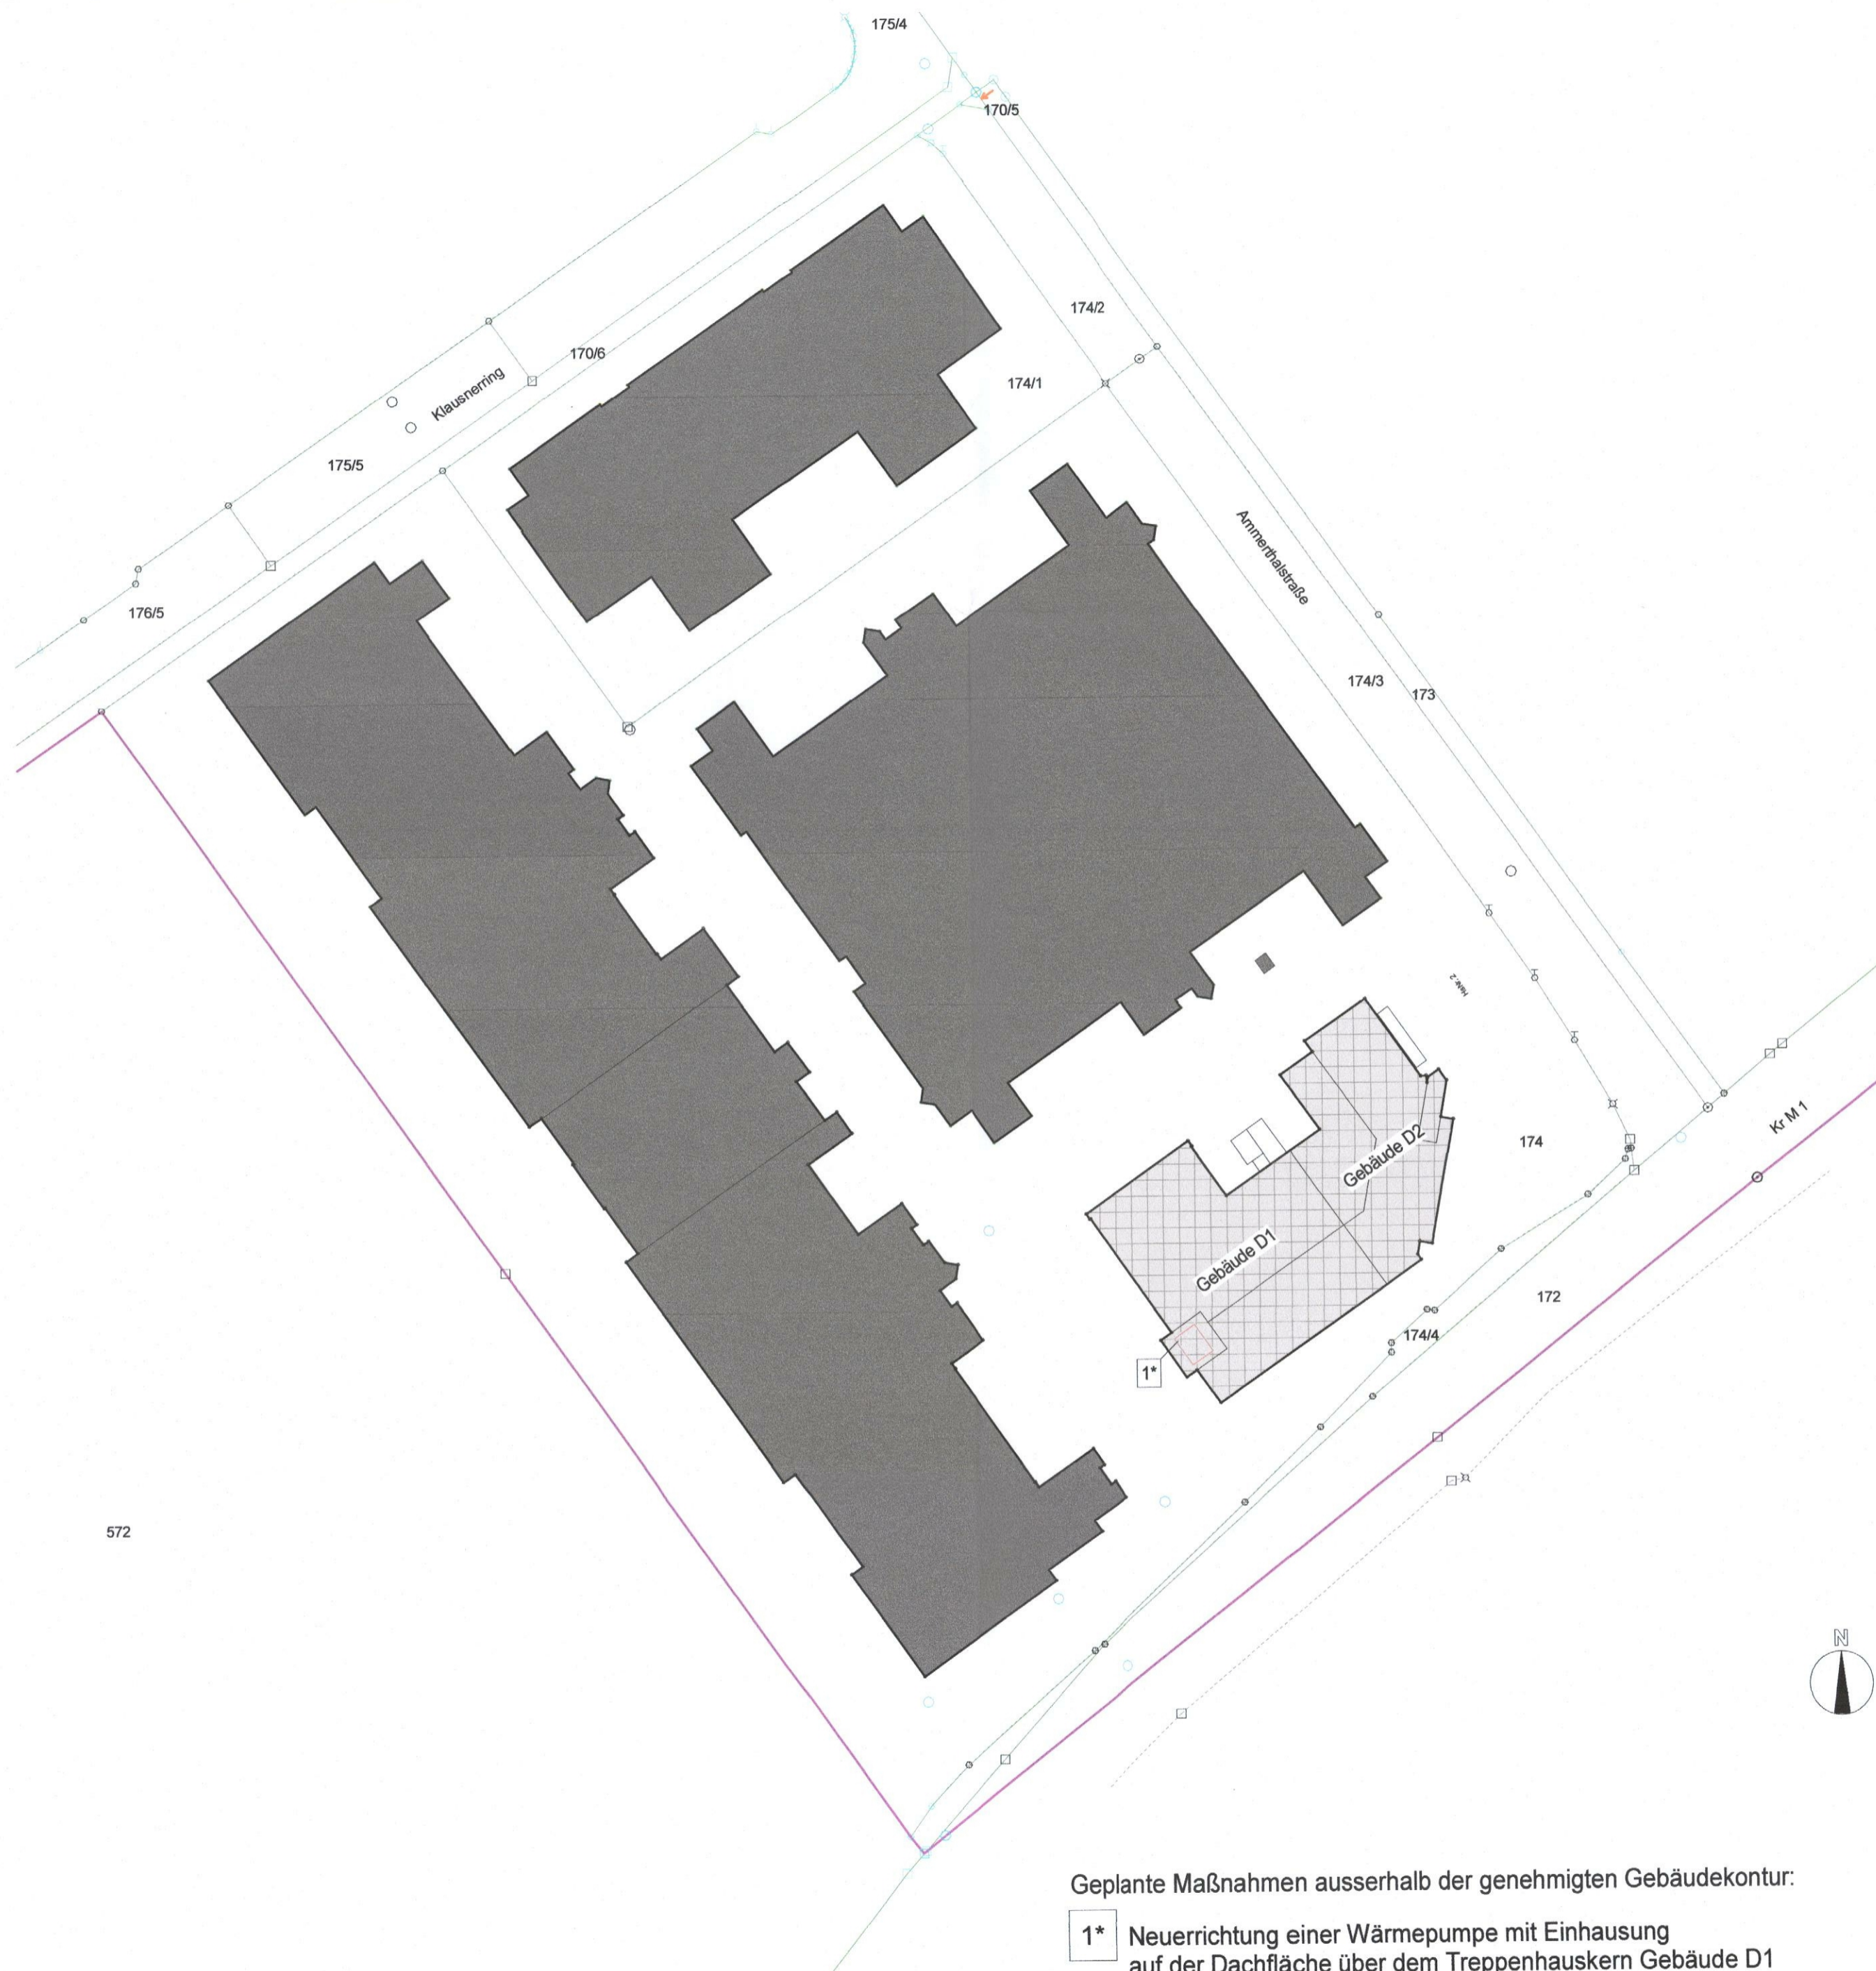 175/4
170/5
174/2
170/6
174/1
Klausnerring
175/5
Ammerthalstraße
176/5
174/3
173
HsNr.2
Kr M 1
174
Gebäude D2
Gebäude D1
172
174/4
1*
572
N
Geplante Maßnahmen ausserhalb der genehmigten Gebäudekontur:
1* Neuerrichtung einer Wärmepumpe mit Einhausung
auf der Dachfläche über dem Treppenhauskern Gebäude D1